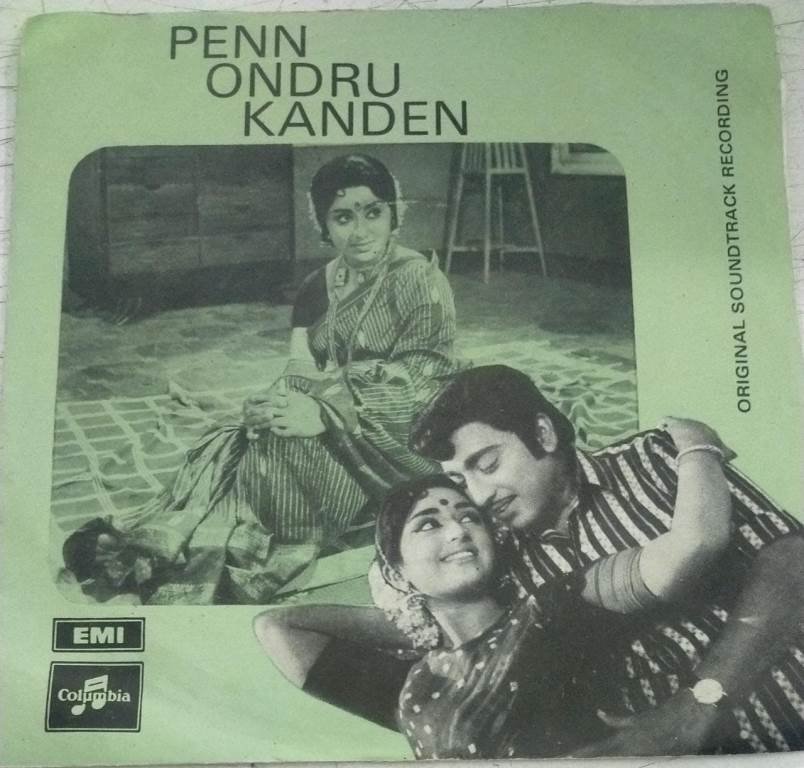 PENN
ONDRU
KANDEN
ORIGINAL SOUNDTRACK RECORDING
EMI
Columbia